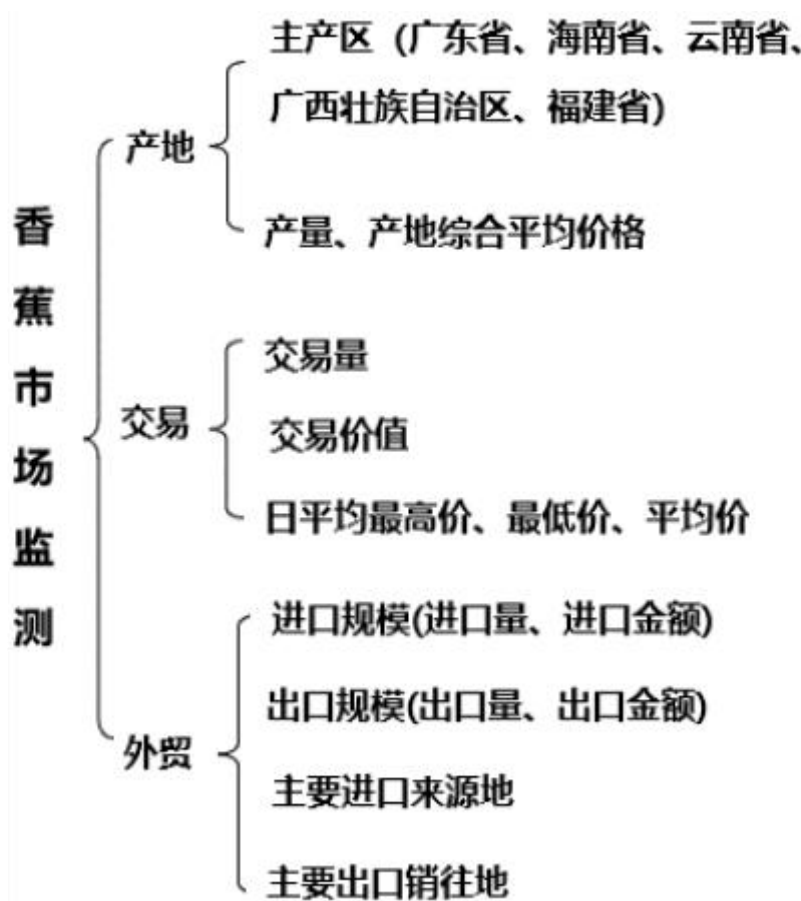 香蕉市场监测
产地
主产区（广东省、海南省、云南省、
广西壮族自治区、福建省)
产量、产地综合平均价格
交易
交易量
交易价值
日平均最高价、最低价、平均价
外贸
进口规模(进口量、进口金额)
出口规模(出口量、出口金额)
主要进口来源地
主要出口销往地